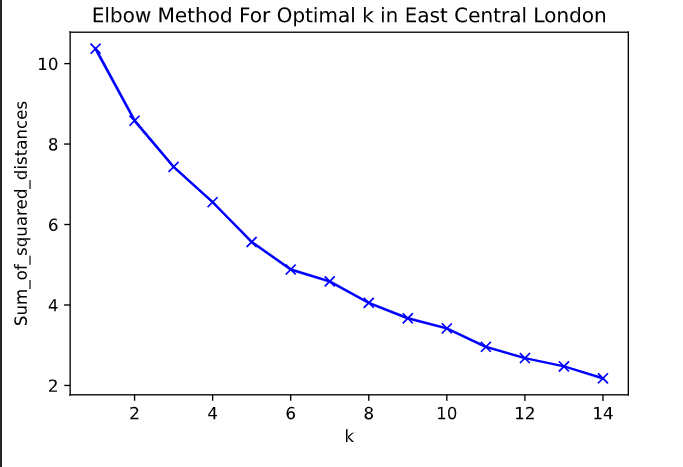 Elbow Method For Optimal k in East Central London
Sum_of_squared_distances
10
8
6
4
2
2 4 6 8 10 12 14
k